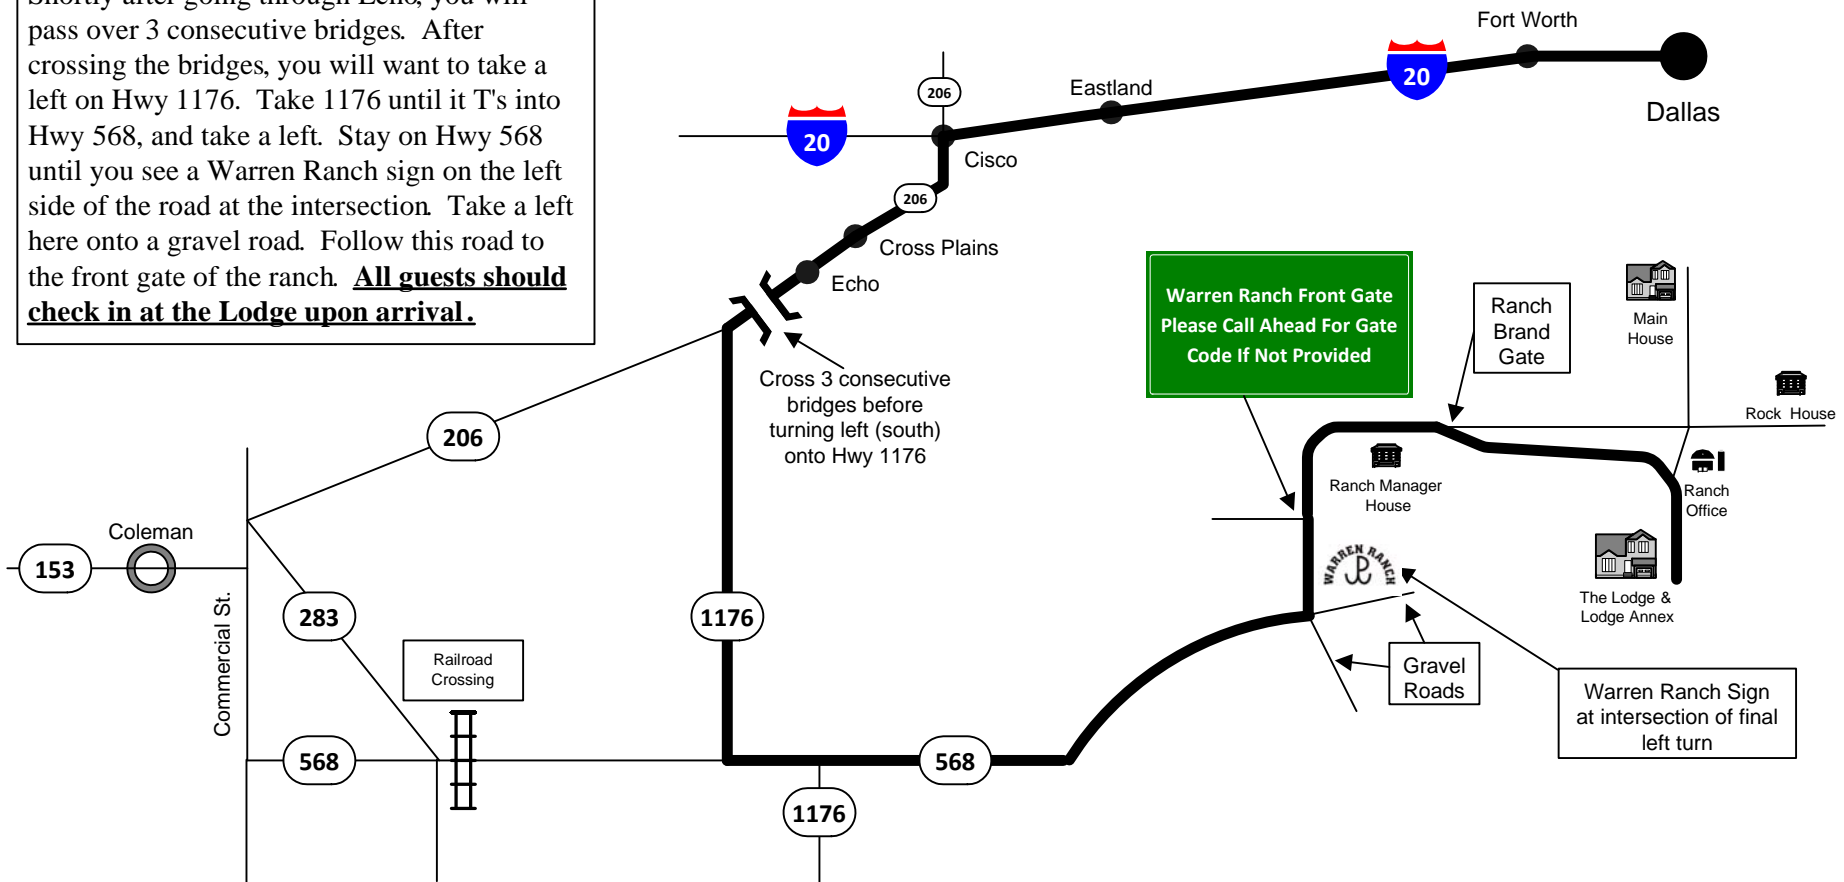 Shortly after going through Echo, you will
pass over 3 consecutive bridges.  After
crossing the bridges, you will want to take a
left on Hwy 1176.  Take 1176 until it T's into
Hwy 568, and take a left.  Stay on Hwy 568
until you see a Warren Ranch sign on the left
side of the road at the intersection.  Take a left
here onto a gravel road.  Follow this road to
the front gate of the ranch.  All guests should
check in at the Lodge upon arrival.
Fort Worth
20
Dallas
Eastland
206
20
Cisco
206
Cross Plains
Echo
Cross 3 consecutive
bridges before
turning left (south)
onto Hwy 1176
Warren Ranch Front Gate
Please Call Ahead For Gate
Code If Not Provided
Ranch
Brand
Gate
Main
House
Rock House
Ranch Manager
House
Ranch
Office
WARREN RANCH
The Lodge &
Lodge Annex
Gravel
Roads
Warren Ranch Sign
at intersection of final
left turn
206
Coleman
153
Commercial St.
283
Railroad
Crossing
1176
568
568
1176